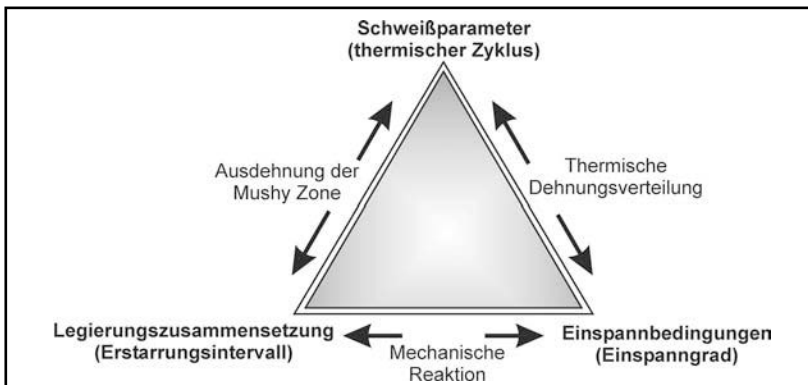 Schweißparameter
(thermischer Zyklus)
Ausdehnung der
Mushy Zone
Thermische
Dehnungsverteilung
Legierungszusammensetzung
(Erstarrungsintervall)
Mechanische
Reaktion
Einspannbedingungen
(Einspanngrad)